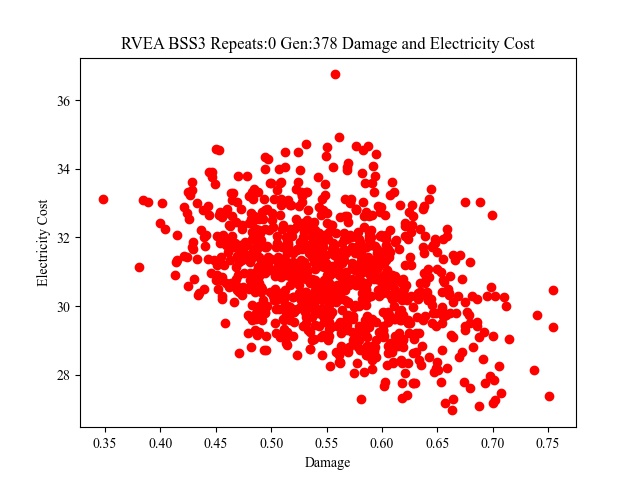 RVEA BSS3 Repeats:0 Gen:378 Damage and Electricity Cost
36
34
32
30
28
Electricity Cost
0.35 0.40 0.45 0.50 0.55 0.60 0.65 0.70 0.75
Damage